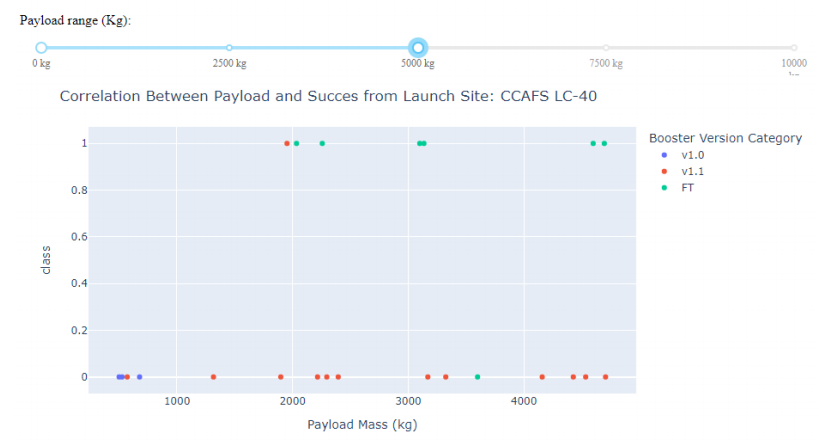 Payload range (Kg):
0 kg 2500 kg 5000 kg 7500 kg 10000
Correlation Between Payload and Succes from Launch Site: CCAFS LC-40
Booster Version Category
v1.0
v1.1
FT
1
0.8
0.6
0.4
0.2
0
class
1000 2000 3000 4000
Payload Mass (kg)